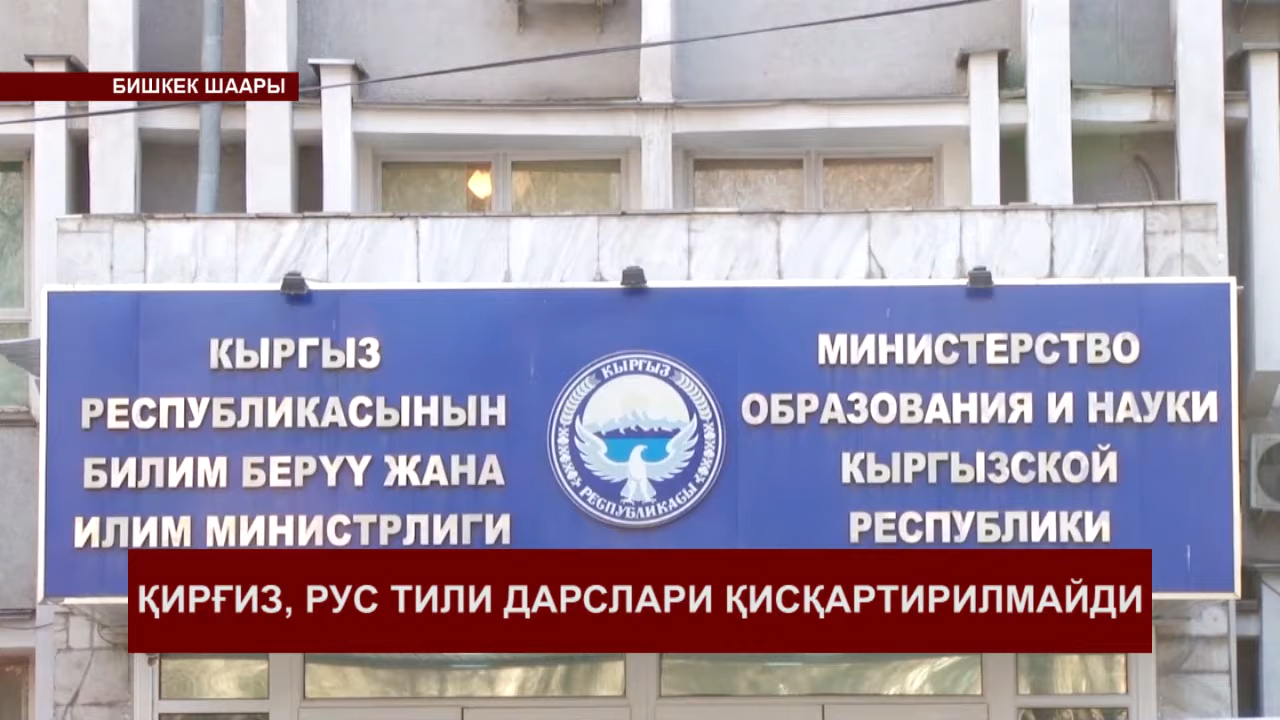 БИШКЕК ШААРЫ
КЫРГЫЗ
РЕСПУБЛИКАСЫНЫН
БИЛИМ БЕРҮҮ ЖАНА
ИЛИМ МИНИСТРЛИГИ
КЫРГЫЗ
РЕСПУБЛИКАСЫ
МИНИСТЕРСТВО
ОБРАЗОВАНИЯ И НАУКИ
КЫРГЫЗСКОЙ
РЕСПУБЛИКИ
ҚИРҒИЗ, РУС ТИЛИ ДАРСЛАРИ ҚИСҚАРТИРИЛМАЙДИ